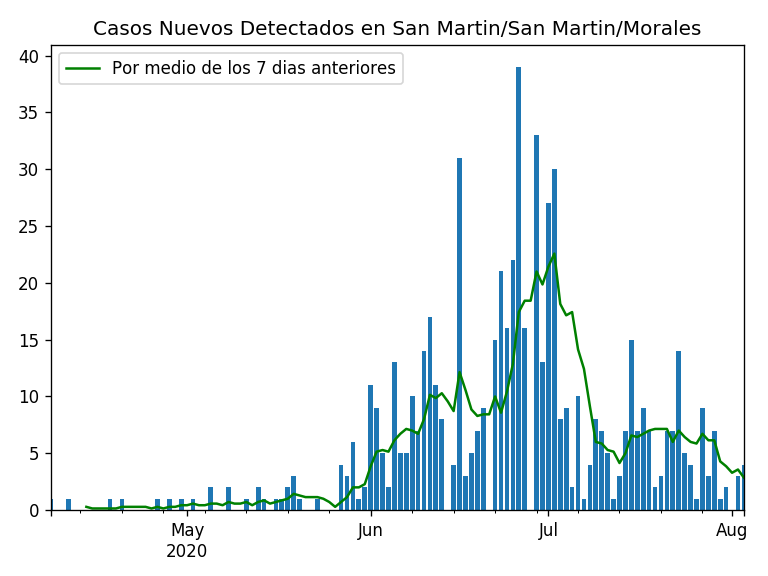 Casos Nuevos Detectados en San Martin/San Martin/Morales
Por medio de los 7 dias anteriores
40
35
30
25
20
15
10
5
0
May
2020
Jun
Jul
Aug